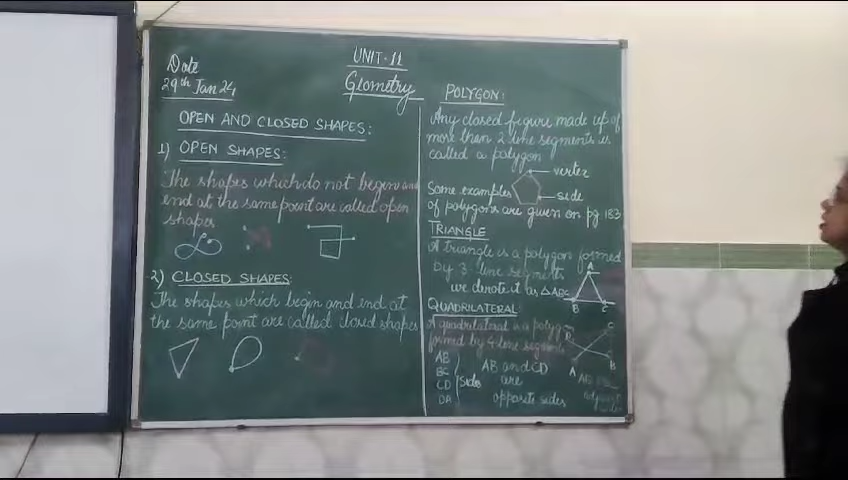 Date
29th Jan 24
UNIT-11
Geometry
OPEN AND CLOSED SHAPES:
1) OPEN SHAPES:
The shapes which do not begin and
end at the same point are called open
shapes
2) CLOSED SHAPES:
The shapes which begin and end at
the same point are called closed shapes
POLYGON:
Any closed figure made up of
more than 2 line segments is
called a polygon
vertex
Some examples
side
of polygons are given on pg 183
TRIANGLE
A triangle is a polygon formed
by 3 line segments
we denote it as △ABC
A
B C
QUADRILATERAL:
A quadrilateral is a polygon
formed by 4 line segments
D C
A B
AB
BC
CD
DA
Side
AB and CD
are
opposite sides